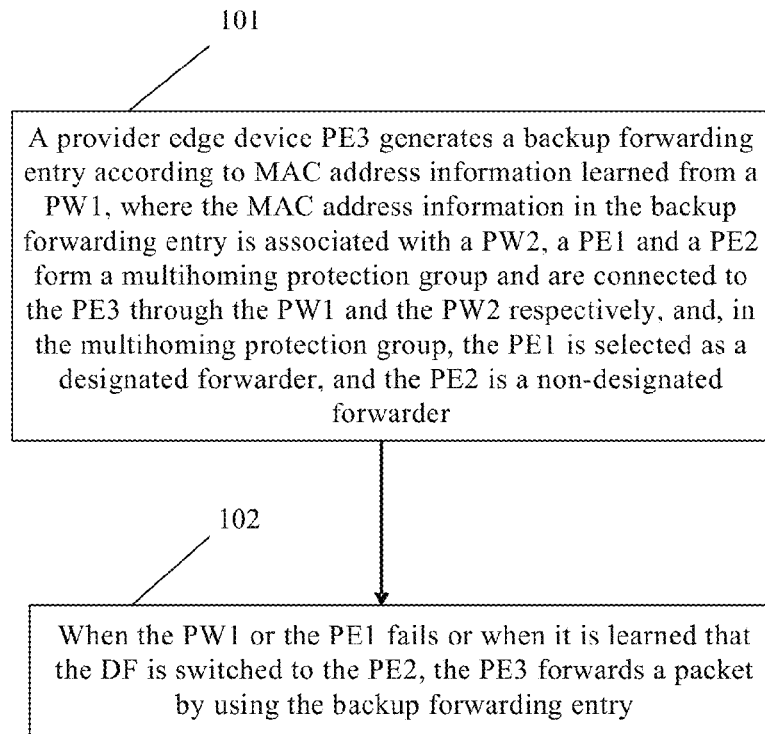 101
A provider edge device PE3 generates a backup forwarding
entry according to MAC address information learned from a
PW1, where the MAC address information in the backup
forwarding entry is associated with a PW2, a PE1 and a PE2
form a multihoming protection group and are connected to
the PE3 through the PW1 and the PW2 respectively, and, in
the multihoming protection group, the PE1 is selected as a
designated forwarder, and the PE2 is a non-designated
forwarder
102
When the PW1 or the PE1 fails or when it is learned that
the DF is switched to the PE2, the PE3 forwards a packet
by using the backup forwarding entry